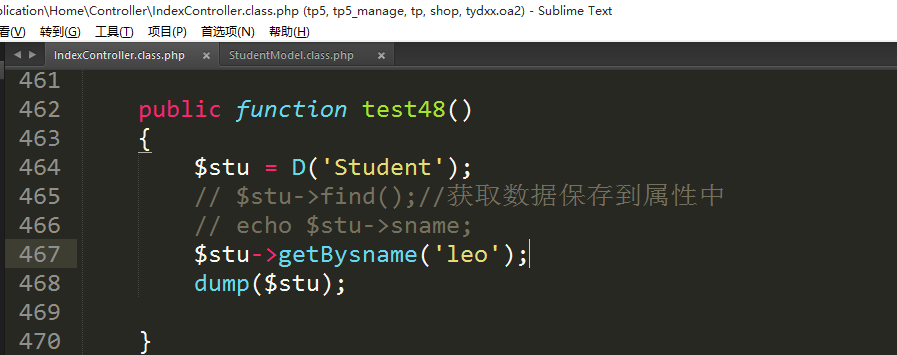 plication\Home\Controller\IndexController.class.php (tp5, tp5_manage, tp, shop, tydxx.oa2) - Sublime Text
看(V) 转到(G) 工具(T) 项目(P) 首选项(N) 帮助(H)
IndexController.class.php × StudentModel.class.php ×
461
462 public function test48()
463 {
464 $stu = D('Student');
465 // $stu->find();//获取数据保存到属性中
466 // echo $stu->sname;
467 $stu->getBysname('leo');
468 dump($stu);
469
470 }